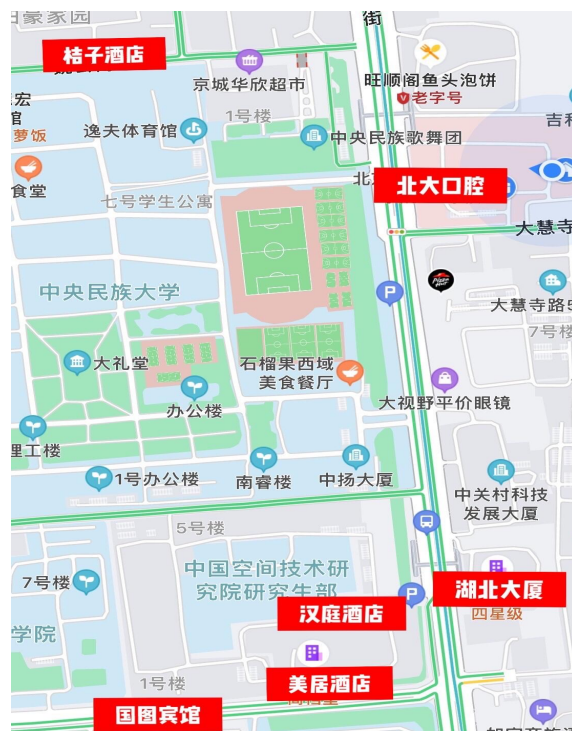 街
桔子酒店
京城华欣超市
旺顺阁鱼头泡饼
老字号
1号楼
逸夫体育馆
中央民族歌舞团
馆
萝饭
食堂
七号学生公寓
北大口腔
大慧寺
中央民族大学
Pizza Hut
大慧寺路5
7号楼
大礼堂
石榴果西域
美食餐厅
办公楼
大视野平价眼镜
理工楼
1号办公楼
南睿楼
中扬大厦
中关村科技
发展大厦
5号楼
中国空间技术研
究院研究生部
7号楼
湖北大厦
四星级
汉庭酒店
学院
1号楼
美居酒店
国图宾馆